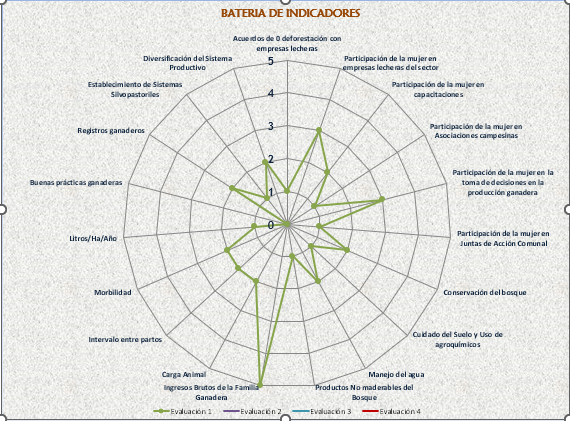 BATERIA DE INDICADORES
Acuerdos de 0 deforestación con
empresas lecheras
Participación de la mujer en
empresas lecheras del sector
Participación de la mujer en
capacitaciones
Participación de la mujer en
Asociaciones campesinas
Participación de la mujer en la
toma de decisiones en la
producción ganadera
Participación de la mujer en
Juntas de Acción Comunal
Conservación del bosque
Cuidado del Suelo y Uso de
agroquímicos
Manejo del agua
Productos No maderables del
Bosque
Ingresos Brutos de la Familia
Ganadera
Carga Animal
Intervalo entre partos
Morbilidad
Litros/Ha/Año
Buenas prácticas ganaderas
Registros ganaderos
Establecimiento de Sistemas
Silvopastoriles
Diversificación del Sistema
Productivo
5
4
3
2
1
0
Evaluación 1 Evaluación 2 Evaluación 3 Evaluación 4